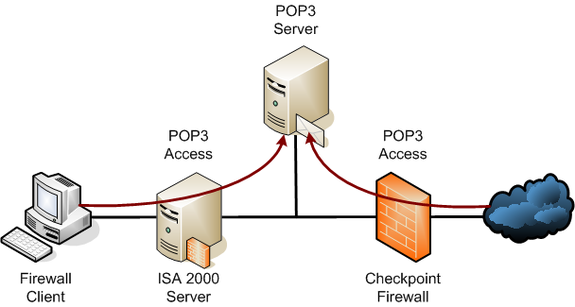 POP3
Server
POP3
Access
POP3
Access
Firewall
Client
ISA 2000
Server
Checkpoint
Firewall